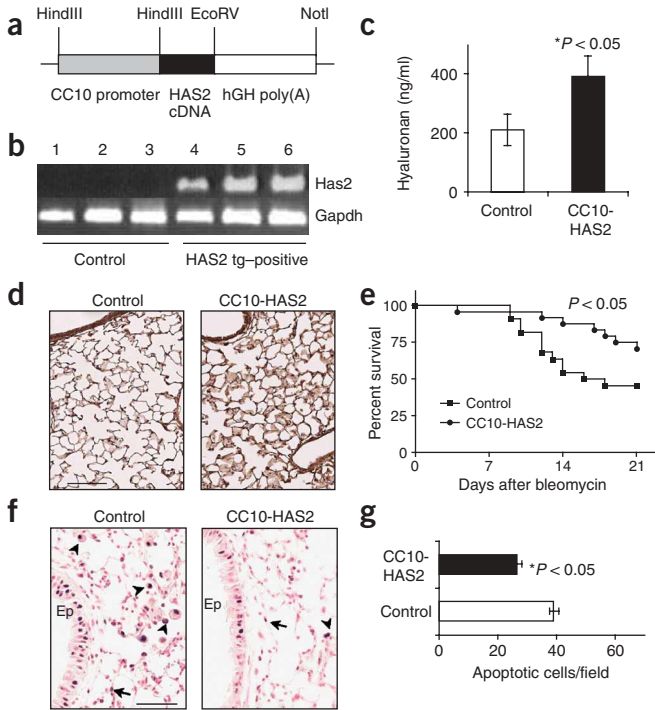 a
HindIII HindIII EcoRV NotI
CC10 promoter HAS2 cDNA hGH poly(A)
b
1 2 3 4 5 6
Has2
Gapdh
Control HAS2 tg–positive
c
*P < 0.05
Hyaluronan (ng/ml)
400
200
0
Control CC10-HAS2
d
Control CC10-HAS2
e
P < 0.05
Percent survival
100
75
50
25
0
Control
CC10-HAS2
0 7 14 21
Days after bleomycin
f
Control CC10-HAS2
Ep Ep
g
CC10-HAS2
*P < 0.05
Control
0 20 40 60
Apoptotic cells/field